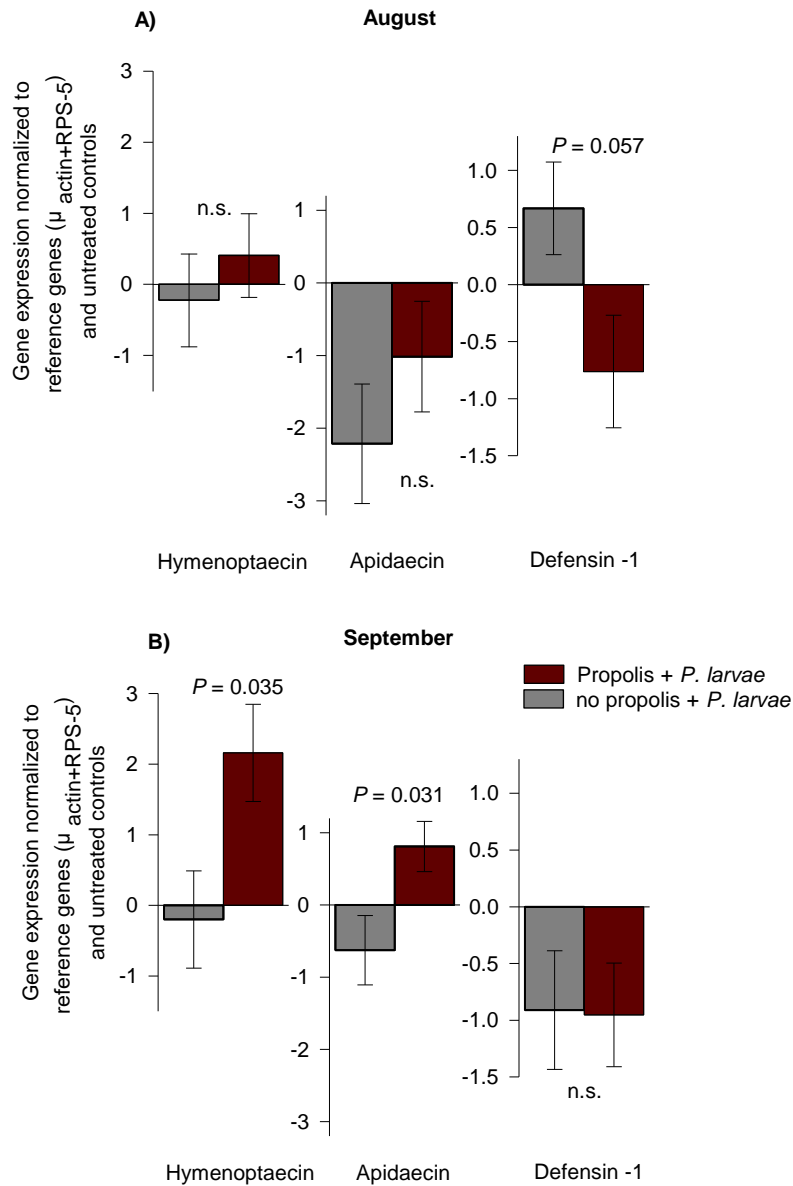 A)
August
Gene expression normalized to
reference genes (µ actin+RPS-5)
and untreated controls
3
2
1
0
-1
n.s.
1
0
-1
-2
-3
n.s.
1.0
0.5
0.0
-0.5
-1.0
-1.5
P = 0.057
Hymenoptaecin
Apidaecin
Defensin -1
B)
September
Propolis + P. larvae
no propolis + P. larvae
Gene expression normalized to
reference genes (µ actin+RPS-5)
and untreated controls
3
2
1
0
-1
P = 0.035
1
0
-1
-2
-3
P = 0.031
1.0
0.5
0.0
-0.5
-1.0
-1.5
n.s.
Hymenoptaecin
Apidaecin
Defensin -1